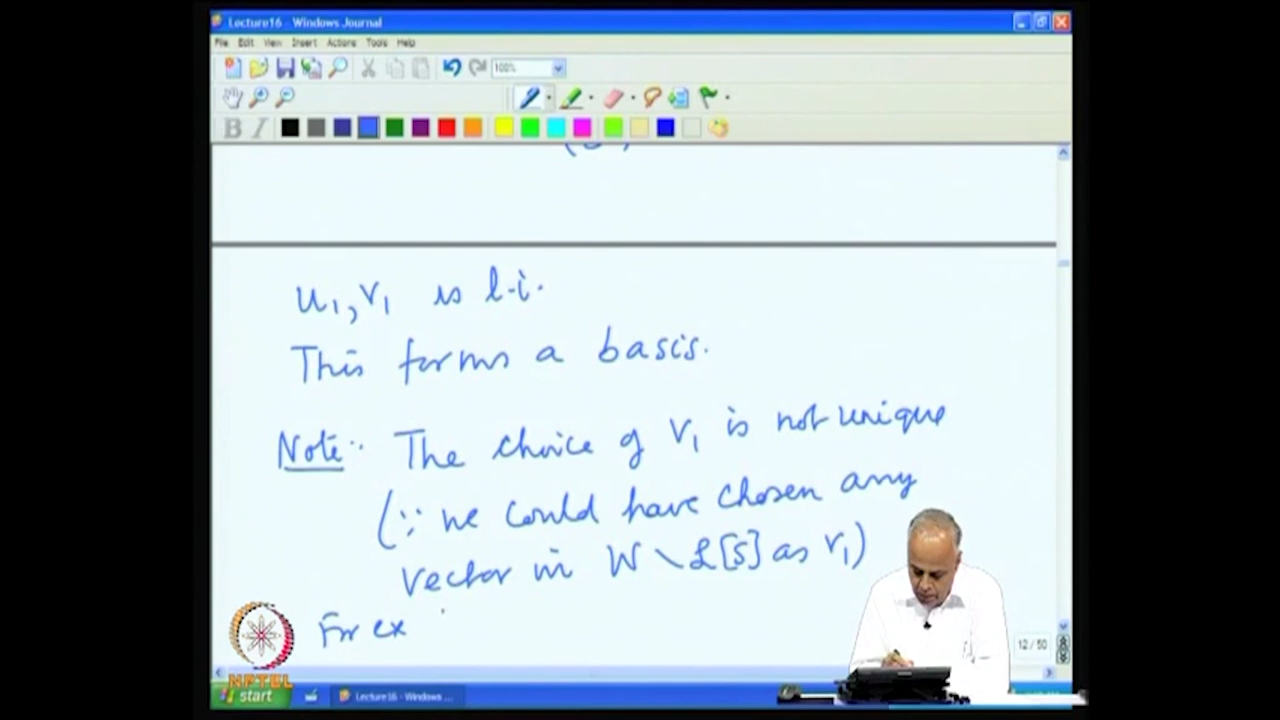 Lecture16 - Windows Journal
File Edit View Insert Actions Tools Help
100%
B I
u1, v1 is l.i.
This forms a basis.
Note: The choice of v1 is not unique
(∵ we could have chosen any
vector in W \ L[S] as v1)
For ex
12 / 50
NPTEL
start Lecture16 - Windows ...